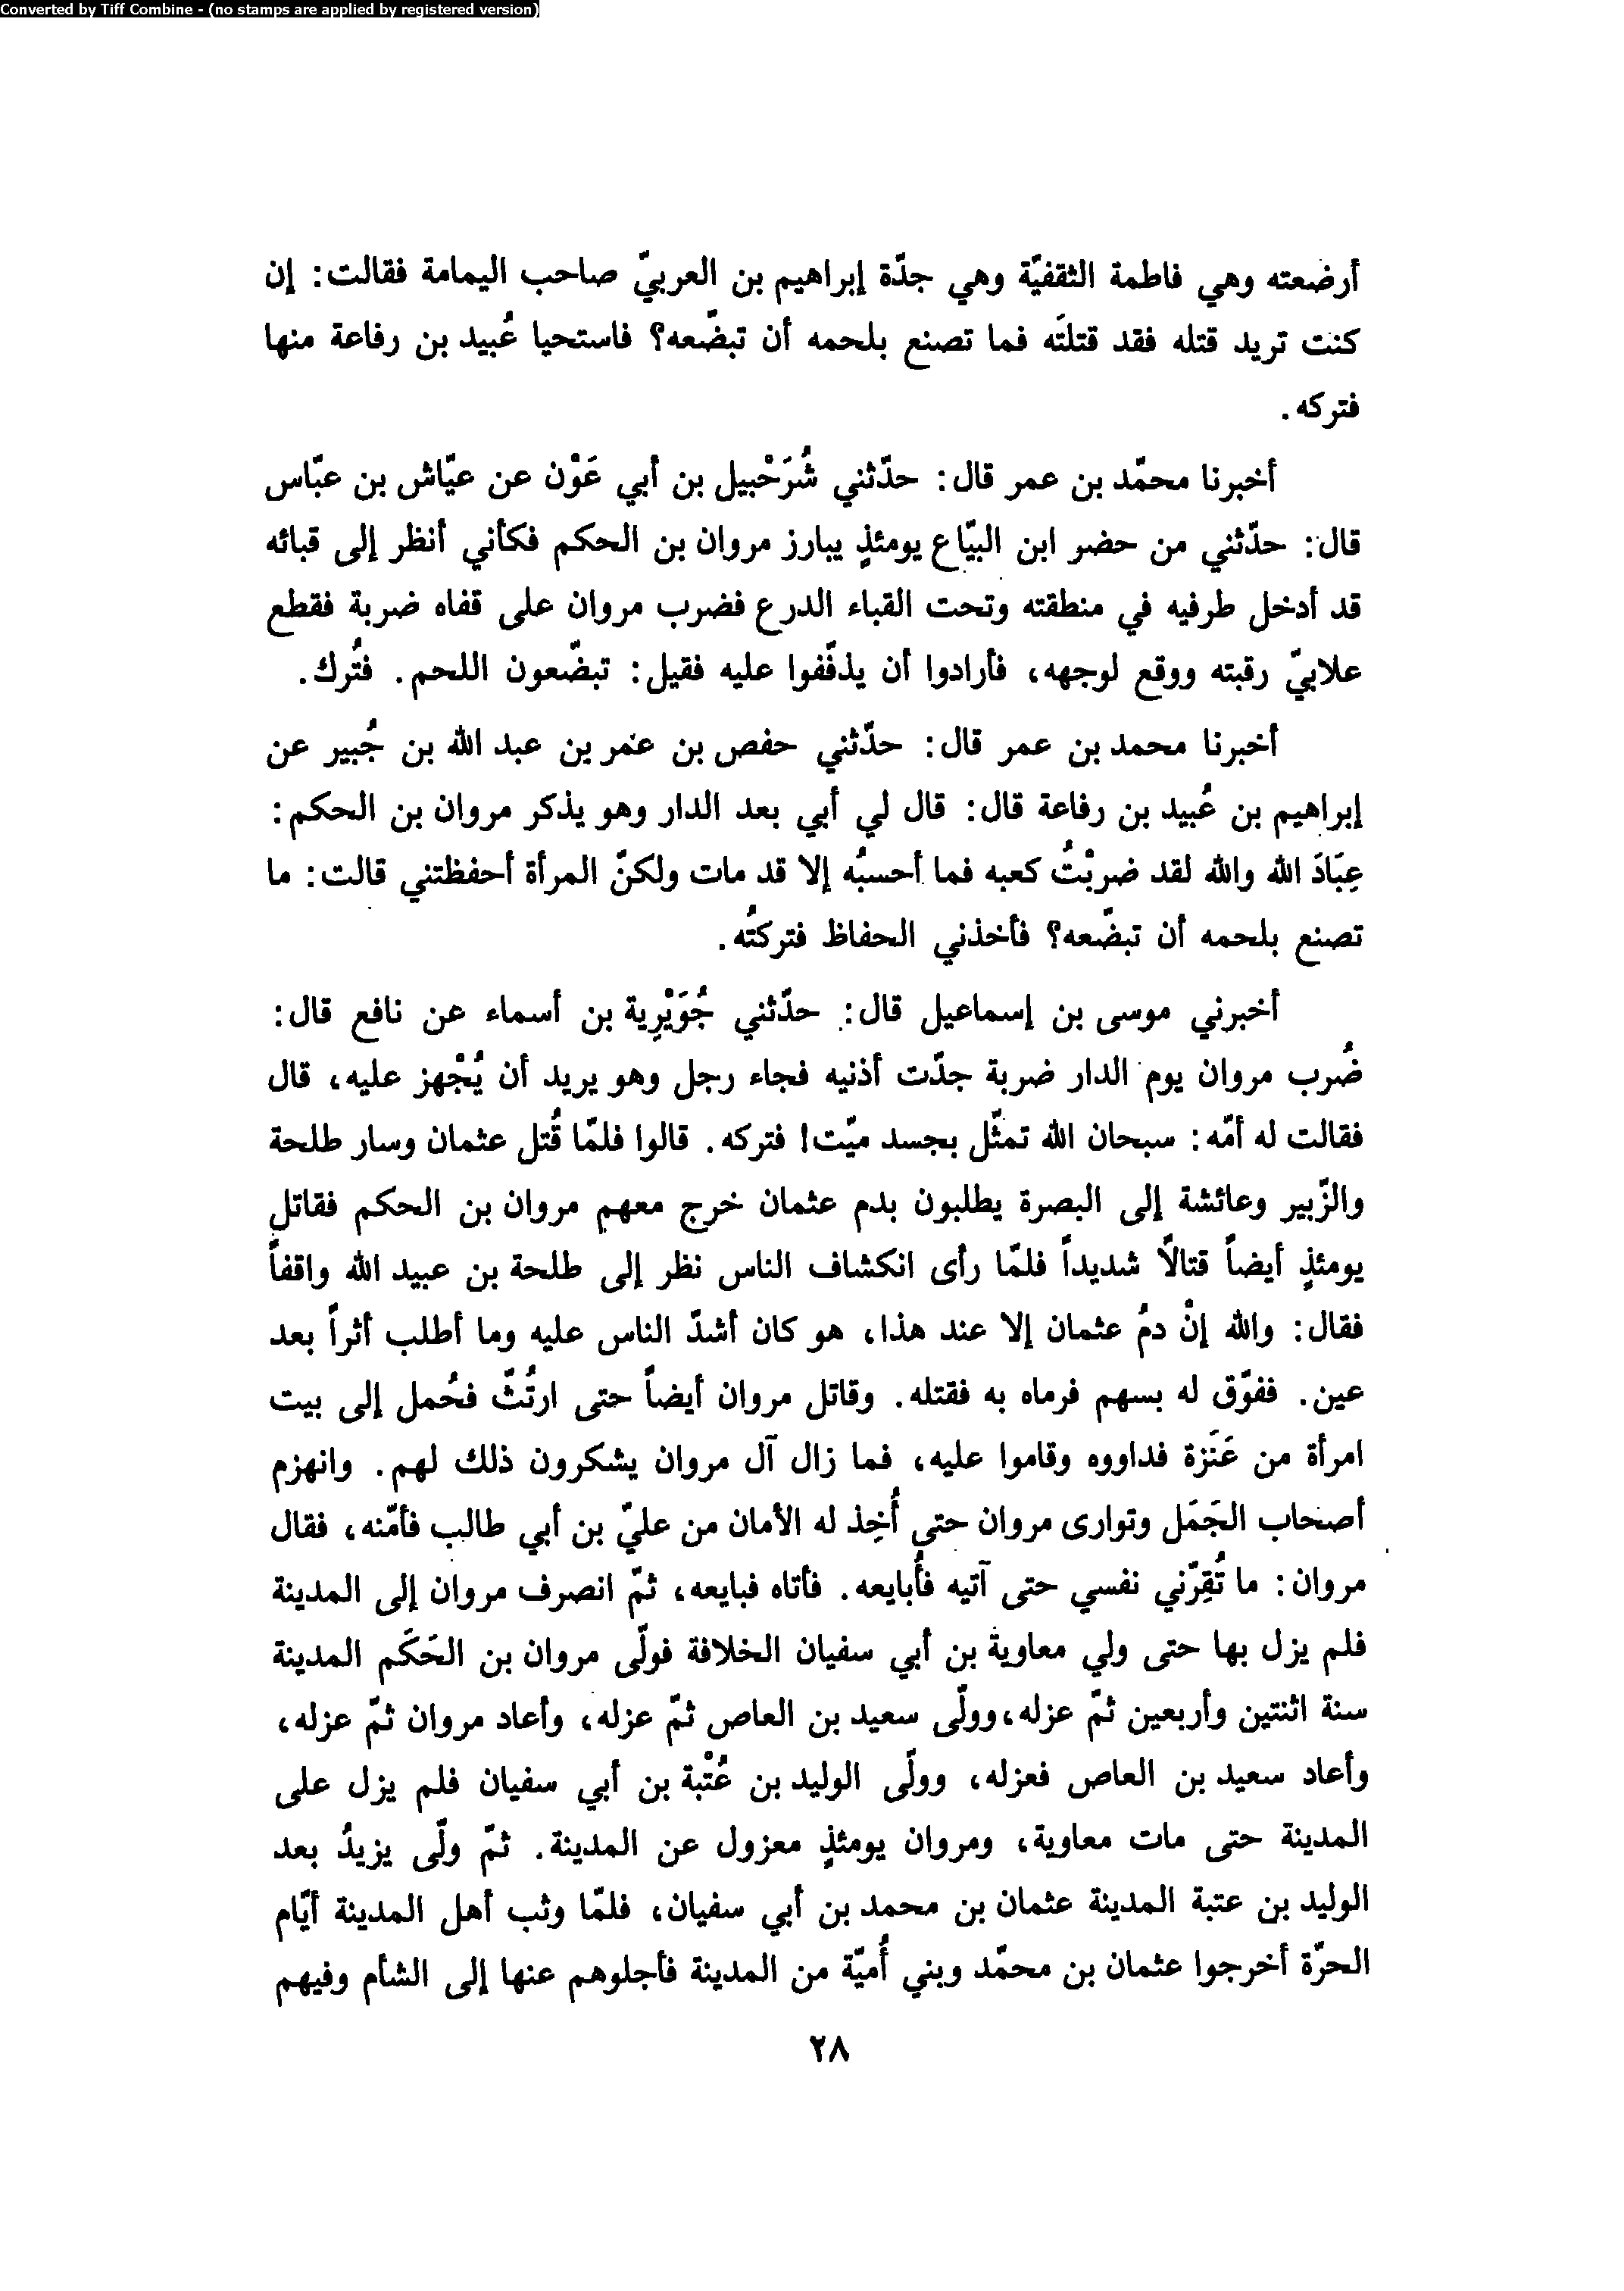 Converted by Tiff Combine - (no stamps are applied by registered version)
أرضعته وهي فاطمة الثقفيّة وهي جدّة إبراهيم بن العربيّ صاحب اليمامة فقالت: إن
كنت تريد قتله فقد قتلتَه فما تصنع بلحمه أن تبضّعه؟ فاستحيا عُبيد بن رفاعة منها
فتركه.
أخبرنا محمّد بن عمر قال: حدّثني شُرَحْبيل بن أبي عَوْن عن عيّاش بن عبّاس
قال: حدّثني من حضر ابن البيّاع يومئذٍ يبارز مروان بن الحكم فكأني أنظر إلى قبائه
قد أدخل طرفيه في منطقته وتحت القباء الدرع فضرب مروان على قفاه ضربة فقطع
علابيّ رقبته ووقع لوجهه، فأرادوا أن يذفّفوا عليه فقيل: تبضّعون اللحم. فتُرك.
أخبرنا محمد بن عمر قال: حدّثني حفص بن عمر بن عبد الله بن جُبير عن
إبراهيم بن عُبيد بن رفاعة قال: قال لي أبي بعد الدار وهو يذكر مروان بن الحكم:
عِبَادَ الله والله لقد ضربْتُ كعبه فما أحسبُه إلا قد مات ولكنّ المرأة أحفظتني قالت: ما
تصنع بلحمه أن تبضّعه؟ فأخذني الحفاظ فتركتُه.
أخبرني موسى بن إسماعيل قال: حدّثني جُوَيْرِية بن أسماء عن نافع قال:
ضُرب مروان يوم الدار ضربة جدّت أذنيه فجاء رجل وهو يريد أن يُجْهز عليه، قال
فقالت له أمّه: سبحان الله تمثّل بجسد ميّت! فتركه. قالوا فلمّا قُتل عثمان وسار طلحة
والزّبير وعائشة إلى البصرة يطلبون بدم عثمان خرج معهم مروان بن الحكم فقاتل
يومئذٍ أيضاً قتالًا شديداً فلمّا رأى انكشاف الناس نظر إلى طلحة بن عبيد الله واقفاً
فقال: والله إنْ دمُ عثمان إلا عند هذا، هو كان أشدّ الناس عليه وما أطلب أثراً بعد
عين. ففوّق له بسهم فرماه به فقتله. وقاتل مروان أيضاً حتى ارتُثّ فحُمل إلى بيت
امرأة من عَنَزة فداووه وقاموا عليه، فما زال آل مروان يشكرون ذلك لهم. وانهزم
أصحاب الجَمَل وتوارى مروان حتى أُخِذ له الأمان من عليّ بن أبي طالب فأمّنه، فقال
مروان: ما تُقِرّني نفسي حتى آتيه فأُبايعه. فأتاه فبايعه، ثمّ انصرف مروان إلى المدينة
فلم يزل بها حتى ولي معاوية بن أبي سفيان الخلافة فولّى مروان بن الحَكَم المدينة
سنة اثنتين وأربعين ثمّ عزله، وولّى سعيد بن العاص ثمّ عزله، وأعاد مروان ثمّ عزله،
وأعاد سعيد بن العاص فعزله، وولّى الوليد بن عُتْبة بن أبي سفيان فلم يزل على
المدينة حتى مات معاوية، ومروان يومئذٍ معزول عن المدينة. ثمّ ولّى يزيدُ بعد
الوليد بن عتبة المدينة عثمان بن محمد بن أبي سفيان، فلمّا وثب أهل المدينة أيّام
الحرّة أخرجوا عثمان بن محمّد وبني أُميّة من المدينة فأجلوهم عنها إلى الشأم وفيهم
٢٨